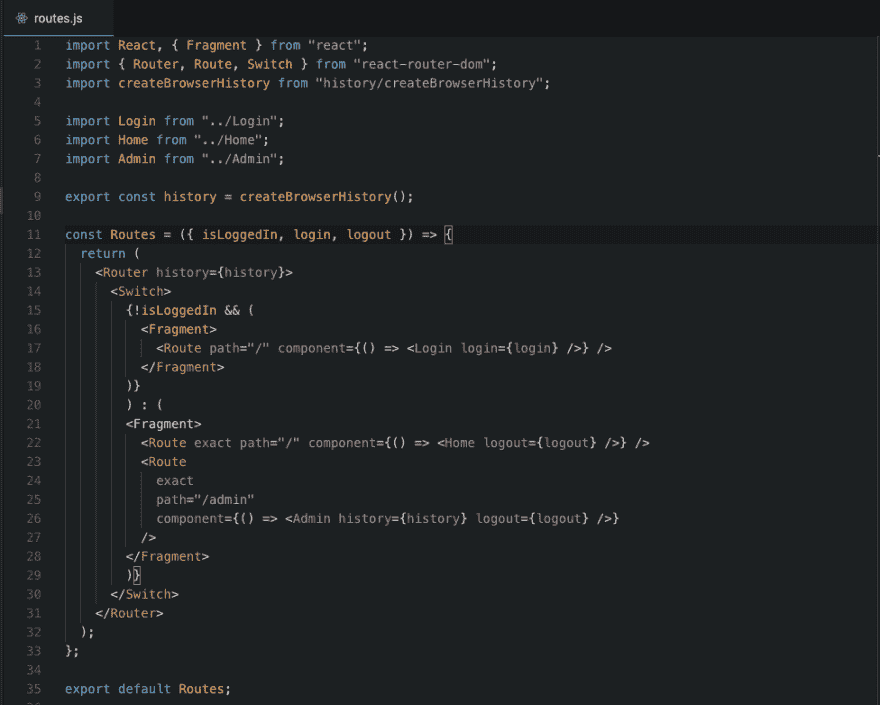 routes.js
1 import React, { Fragment } from "react";
2 import { Router, Route, Switch } from "react-router-dom";
3 import createBrowserHistory from "history/createBrowserHistory";
4
5 import Login from "../Login";
6 import Home from "../Home";
7 import Admin from "../Admin";
8
9 export const history = createBrowserHistory();
10
11 const Routes = ({ isLoggedIn, login, logout }) => {
12   return (
13     <Router history={history}>
14       <Switch>
15         {!isLoggedIn && (
16           <Fragment>
17             <Route path="/" component={() => <Login login={login} />} />
18           </Fragment>
19         )}
20         ) : (
21         <Fragment>
22           <Route exact path="/" component={() => <Home logout={logout} />} />
23           <Route
24             exact
25             path="/admin"
26             component={() => <Admin history={history} logout={logout} />}
27           />
28         </Fragment>
29         )}
30       </Switch>
31     </Router>
32   );
33 };
34
35 export default Routes;